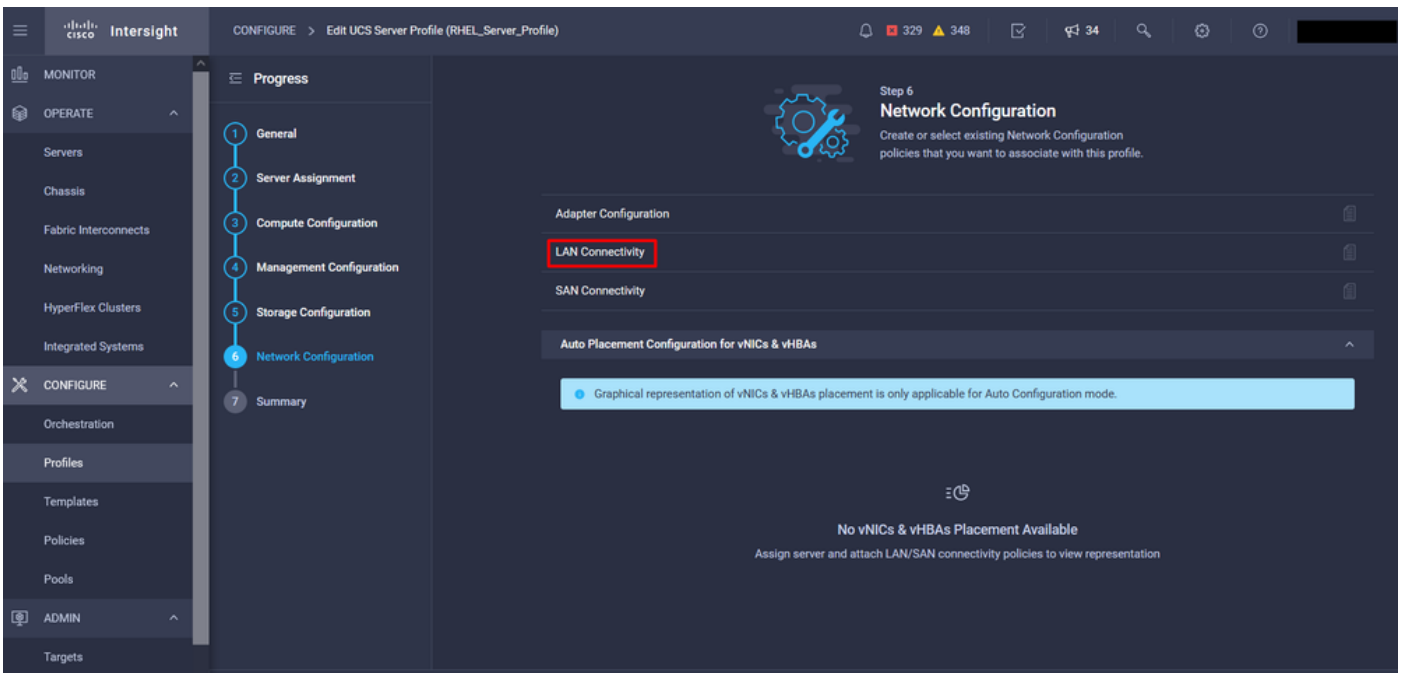 cisco Intersight
CONFIGURE > Edit UCS Server Profile (RHEL_Server_Profile)
329 348 34
MONITOR
OPERATE
Servers
Chassis
Fabric Interconnects
Networking
HyperFlex Clusters
Integrated Systems
CONFIGURE
Orchestration
Profiles
Templates
Policies
Pools
ADMIN
Targets
Progress
1 General
2 Server Assignment
3 Compute Configuration
4 Management Configuration
5 Storage Configuration
6 Network Configuration
7 Summary
Step 6
Network Configuration
Create or select existing Network Configuration
policies that you want to associate with this profile.
Adapter Configuration
LAN Connectivity
SAN Connectivity
Auto Placement Configuration for vNICs & vHBAs
Graphical representation of vNICs & vHBAs placement is only applicable for Auto Configuration mode.
No vNICs & vHBAs Placement Available
Assign server and attach LAN/SAN connectivity policies to view representation